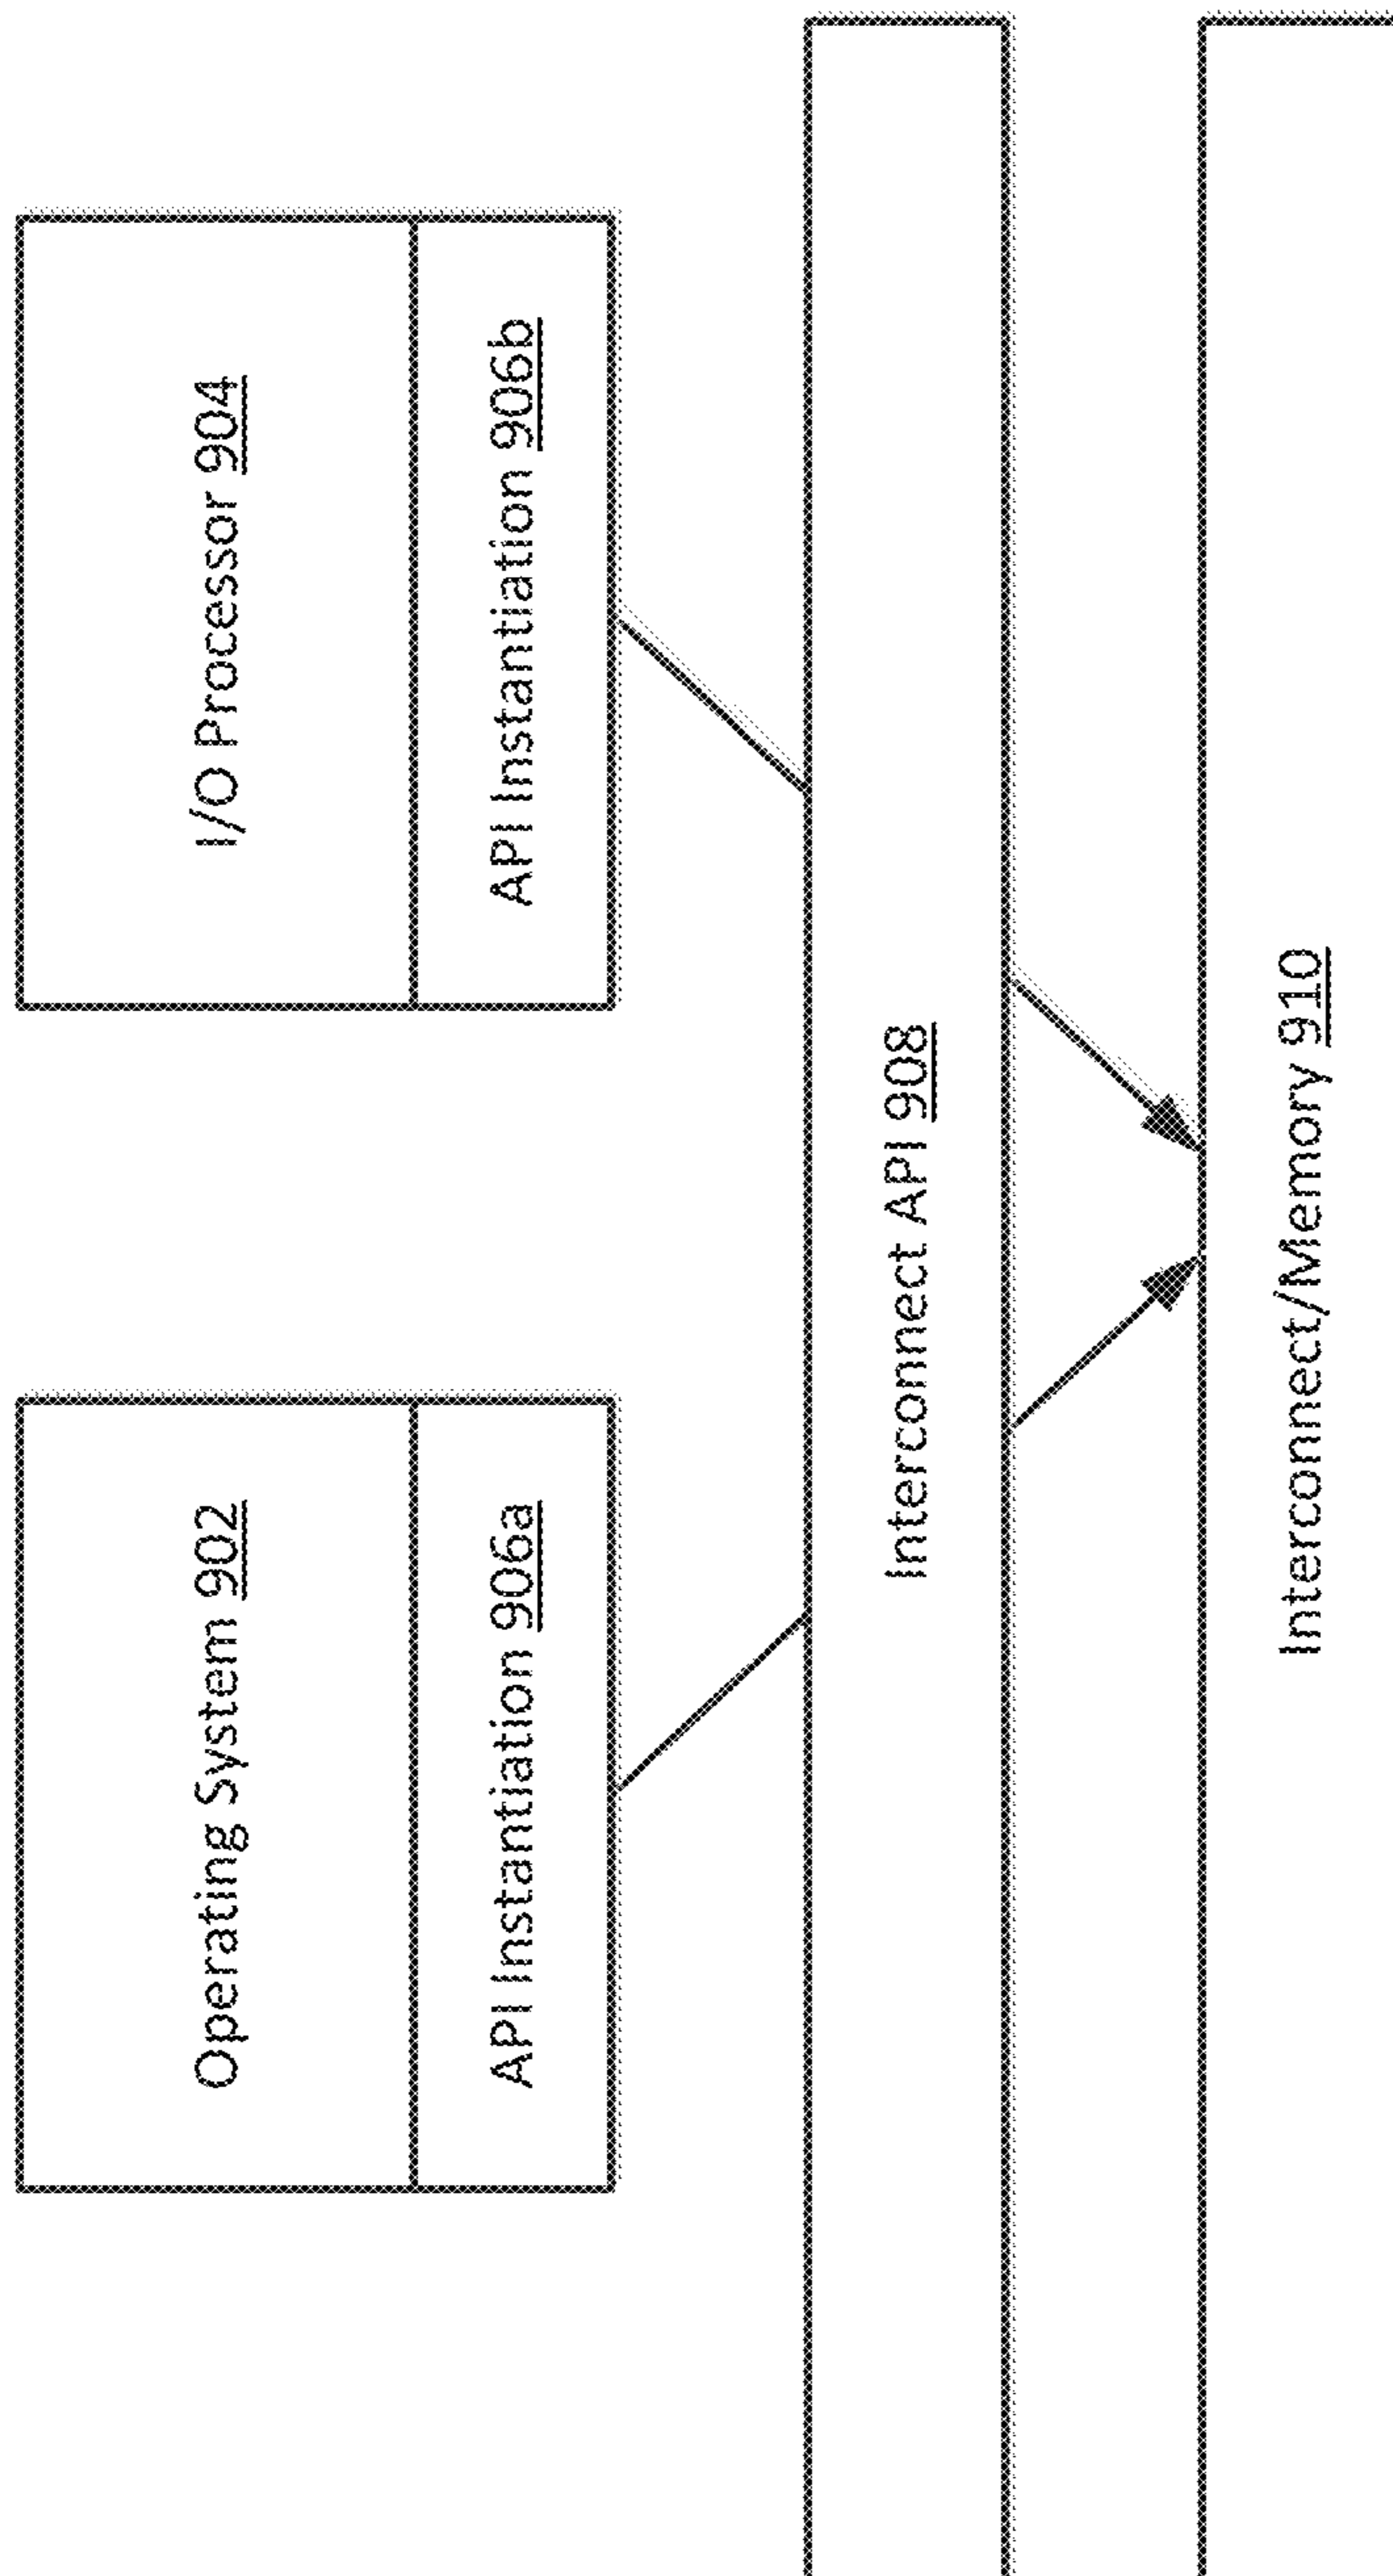 Operating System 902
I/O Processor 904
API Instantiation 906a
API Instantiation 906b
Interconnect API 908
Interconnect/Memory 910